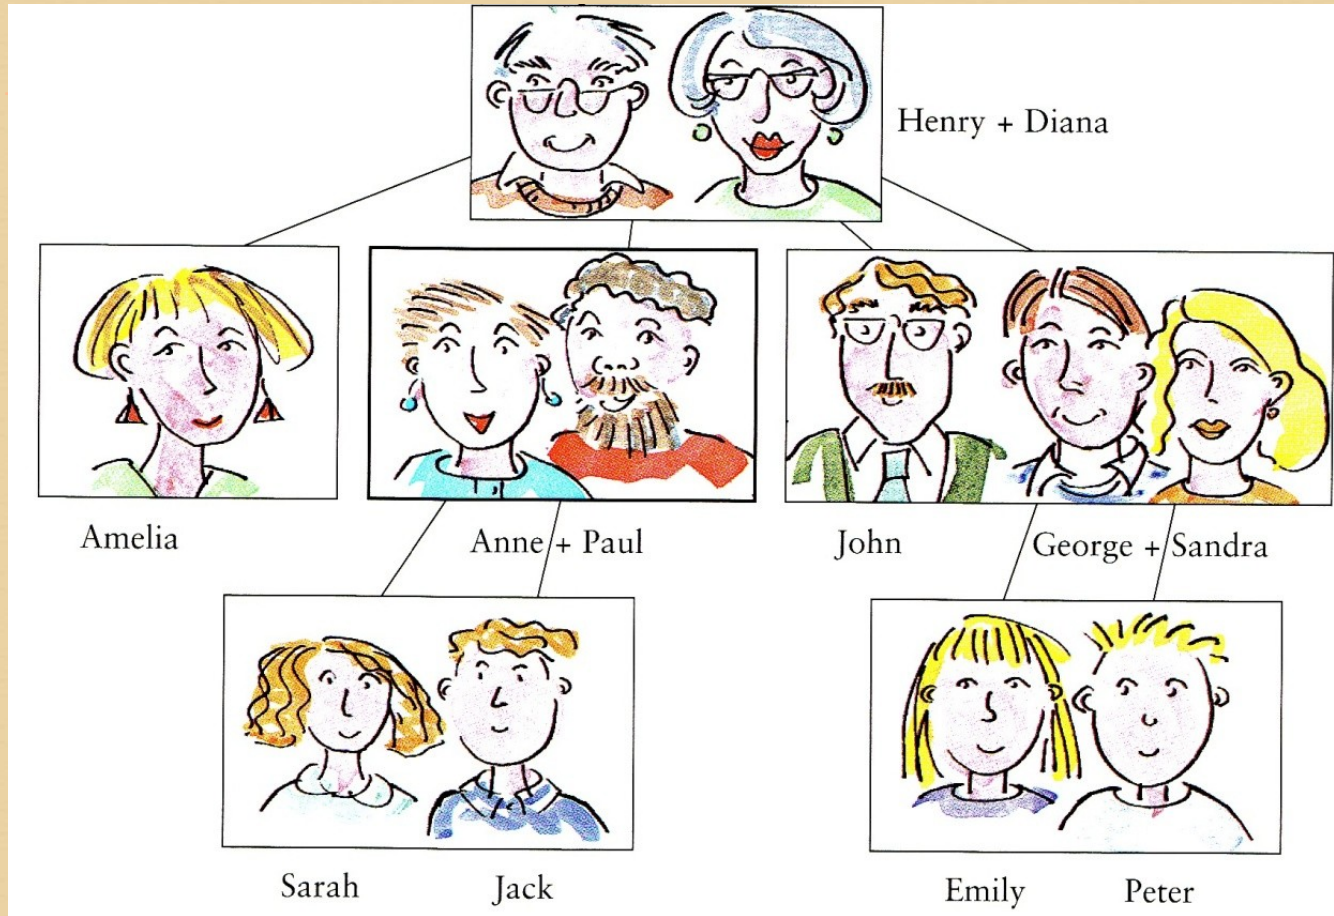 Henry + Diana
Amelia
Anne + Paul
John
George + Sandra
Sarah
Jack
Emily
Peter